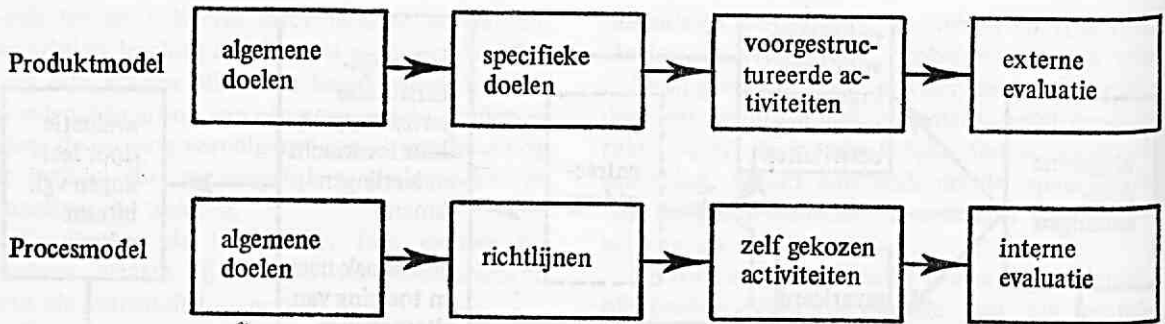 Produktmodel
algemene
doelen
specifieke
doelen
voorgestruc-
tureerde ac-
tiviteiten
externe
evaluatie
Procesmodel
algemene
doelen
richtlijnen
zelf gekozen
activiteiten
interne
evaluatie